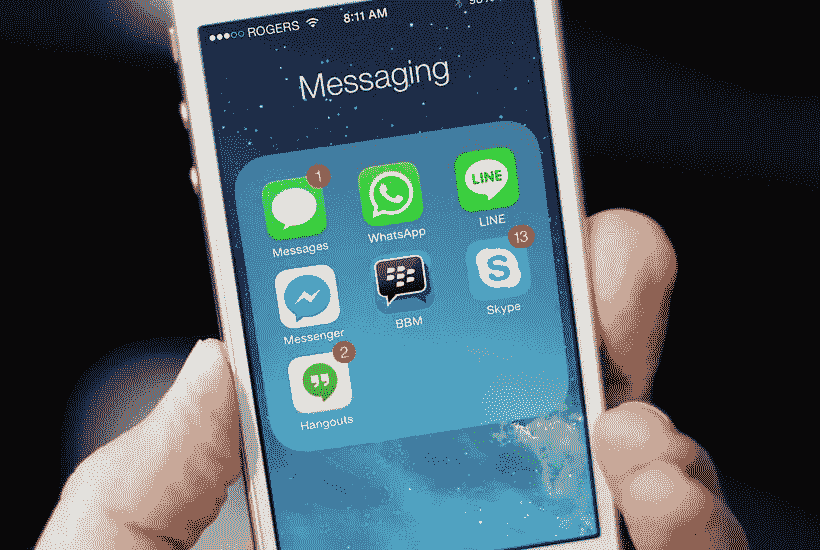 ROGERS 8:11 AM
Messaging
1
LINE
Messages WhatsApp LINE
13
S
Messenger BBM Skype
2
Hangouts